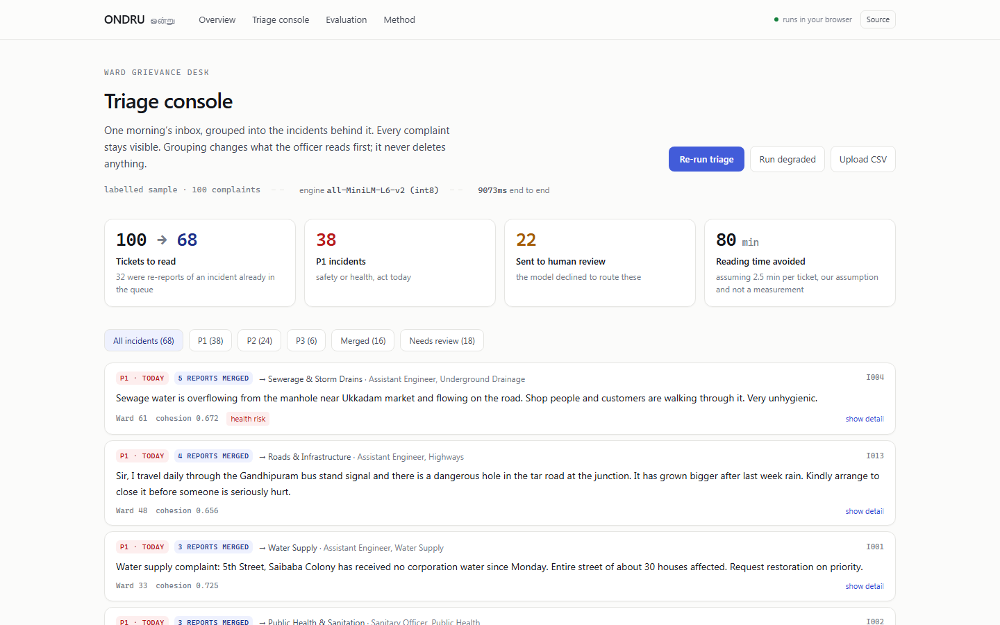 ONDRU ஒன்று Overview Triage console Evaluation Method runs in your browser Source
WARD GRIEVANCE DESK
Triage console
One morning's inbox, grouped into the incidents behind it. Every complaint
stays visible. Grouping changes what the officer reads first; it never deletes
anything.
Re-run triage Run degraded Upload CSV
labelled sample · 100 complaints —— engine all-MiniLM-L6-v2 (int8) —— 9073ms end to end
100 → 68
Tickets to read
32 were re-reports of an incident already in
the queue
38
P1 incidents
safety or health, act today
22
Sent to human review
the model declined to route these
80 min
Reading time avoided
assuming 2.5 min per ticket, our assumption
and not a measurement
All incidents (68) P1 (38) P2 (24) P3 (6) Merged (16) Needs review (18)
P1 · TODAY 5 REPORTS MERGED → Sewerage & Storm Drains · Assistant Engineer, Underground Drainage I004
Sewage water is overflowing from the manhole near Ukkadam market and flowing on the road. Shop people and customers are walking through it. Very unhygienic.
Ward 61 cohesion 0.672 health risk show detail
P1 · TODAY 4 REPORTS MERGED → Roads & Infrastructure · Assistant Engineer, Highways I013
Sir, I travel daily through the Gandhipuram bus stand signal and there is a dangerous hole in the tar road at the junction. It has grown bigger after last week rain. Kindly arrange to
close it before someone is seriously hurt.
Ward 48 cohesion 0.656 show detail
P1 · TODAY 3 REPORTS MERGED → Water Supply · Assistant Engineer, Water Supply I001
Water supply complaint: 5th Street, Saibaba Colony has received no corporation water since Monday. Entire street of about 30 houses affected. Request restoration on priority.
Ward 33 cohesion 0.725 show detail
P1 · TODAY 3 REPORTS MERGED → Public Health & Sanitation · Sanitary Officer, Public Health I002